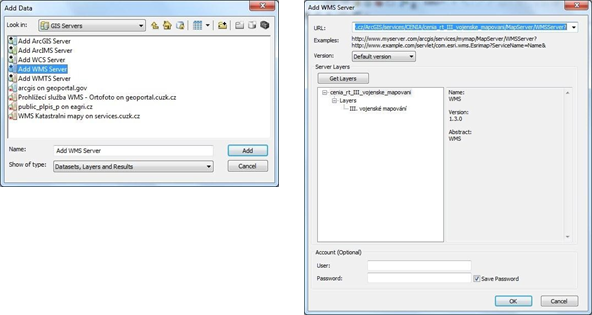 Add Data
Look in: GIS Servers
Add ArcGIS Server
Add ArcIMS Server
Add WCS Server
Add WMS Server
Add WMTS Server
arcgis on geoportal.gov
Prohlížecí služba WMS - Ortofoto on geoportal.cuzk.cz
public_plpis_p on eagri.cz
WMS Katastralni mapy on services.cuzk.cz
Name: Add WMS Server
Add
Show of type: Datasets, Layers and Results
Cancel
Add WMS Server
URL: .cz/ArcGIS/services/CENIA/cenia_rt_III_vojenske_mapovani/MapServer/WMSServer?
Examples: http://www.myserver.com/arcgis/services/mymap/MapServer/WMSServer?
http://www.example.com/servlet/com.esri.wms.Esrimap?ServiceName=Name&
Version: Default version
Server Layers
Get Layers
cenia_rt_III_vojenske_mapovani
Layers
III. vojenské mapování
Name:
WMS
Version:
1.3.0
Abstract:
WMS
Account (Optional)
User:
Password:
Save Password
OK
Cancel